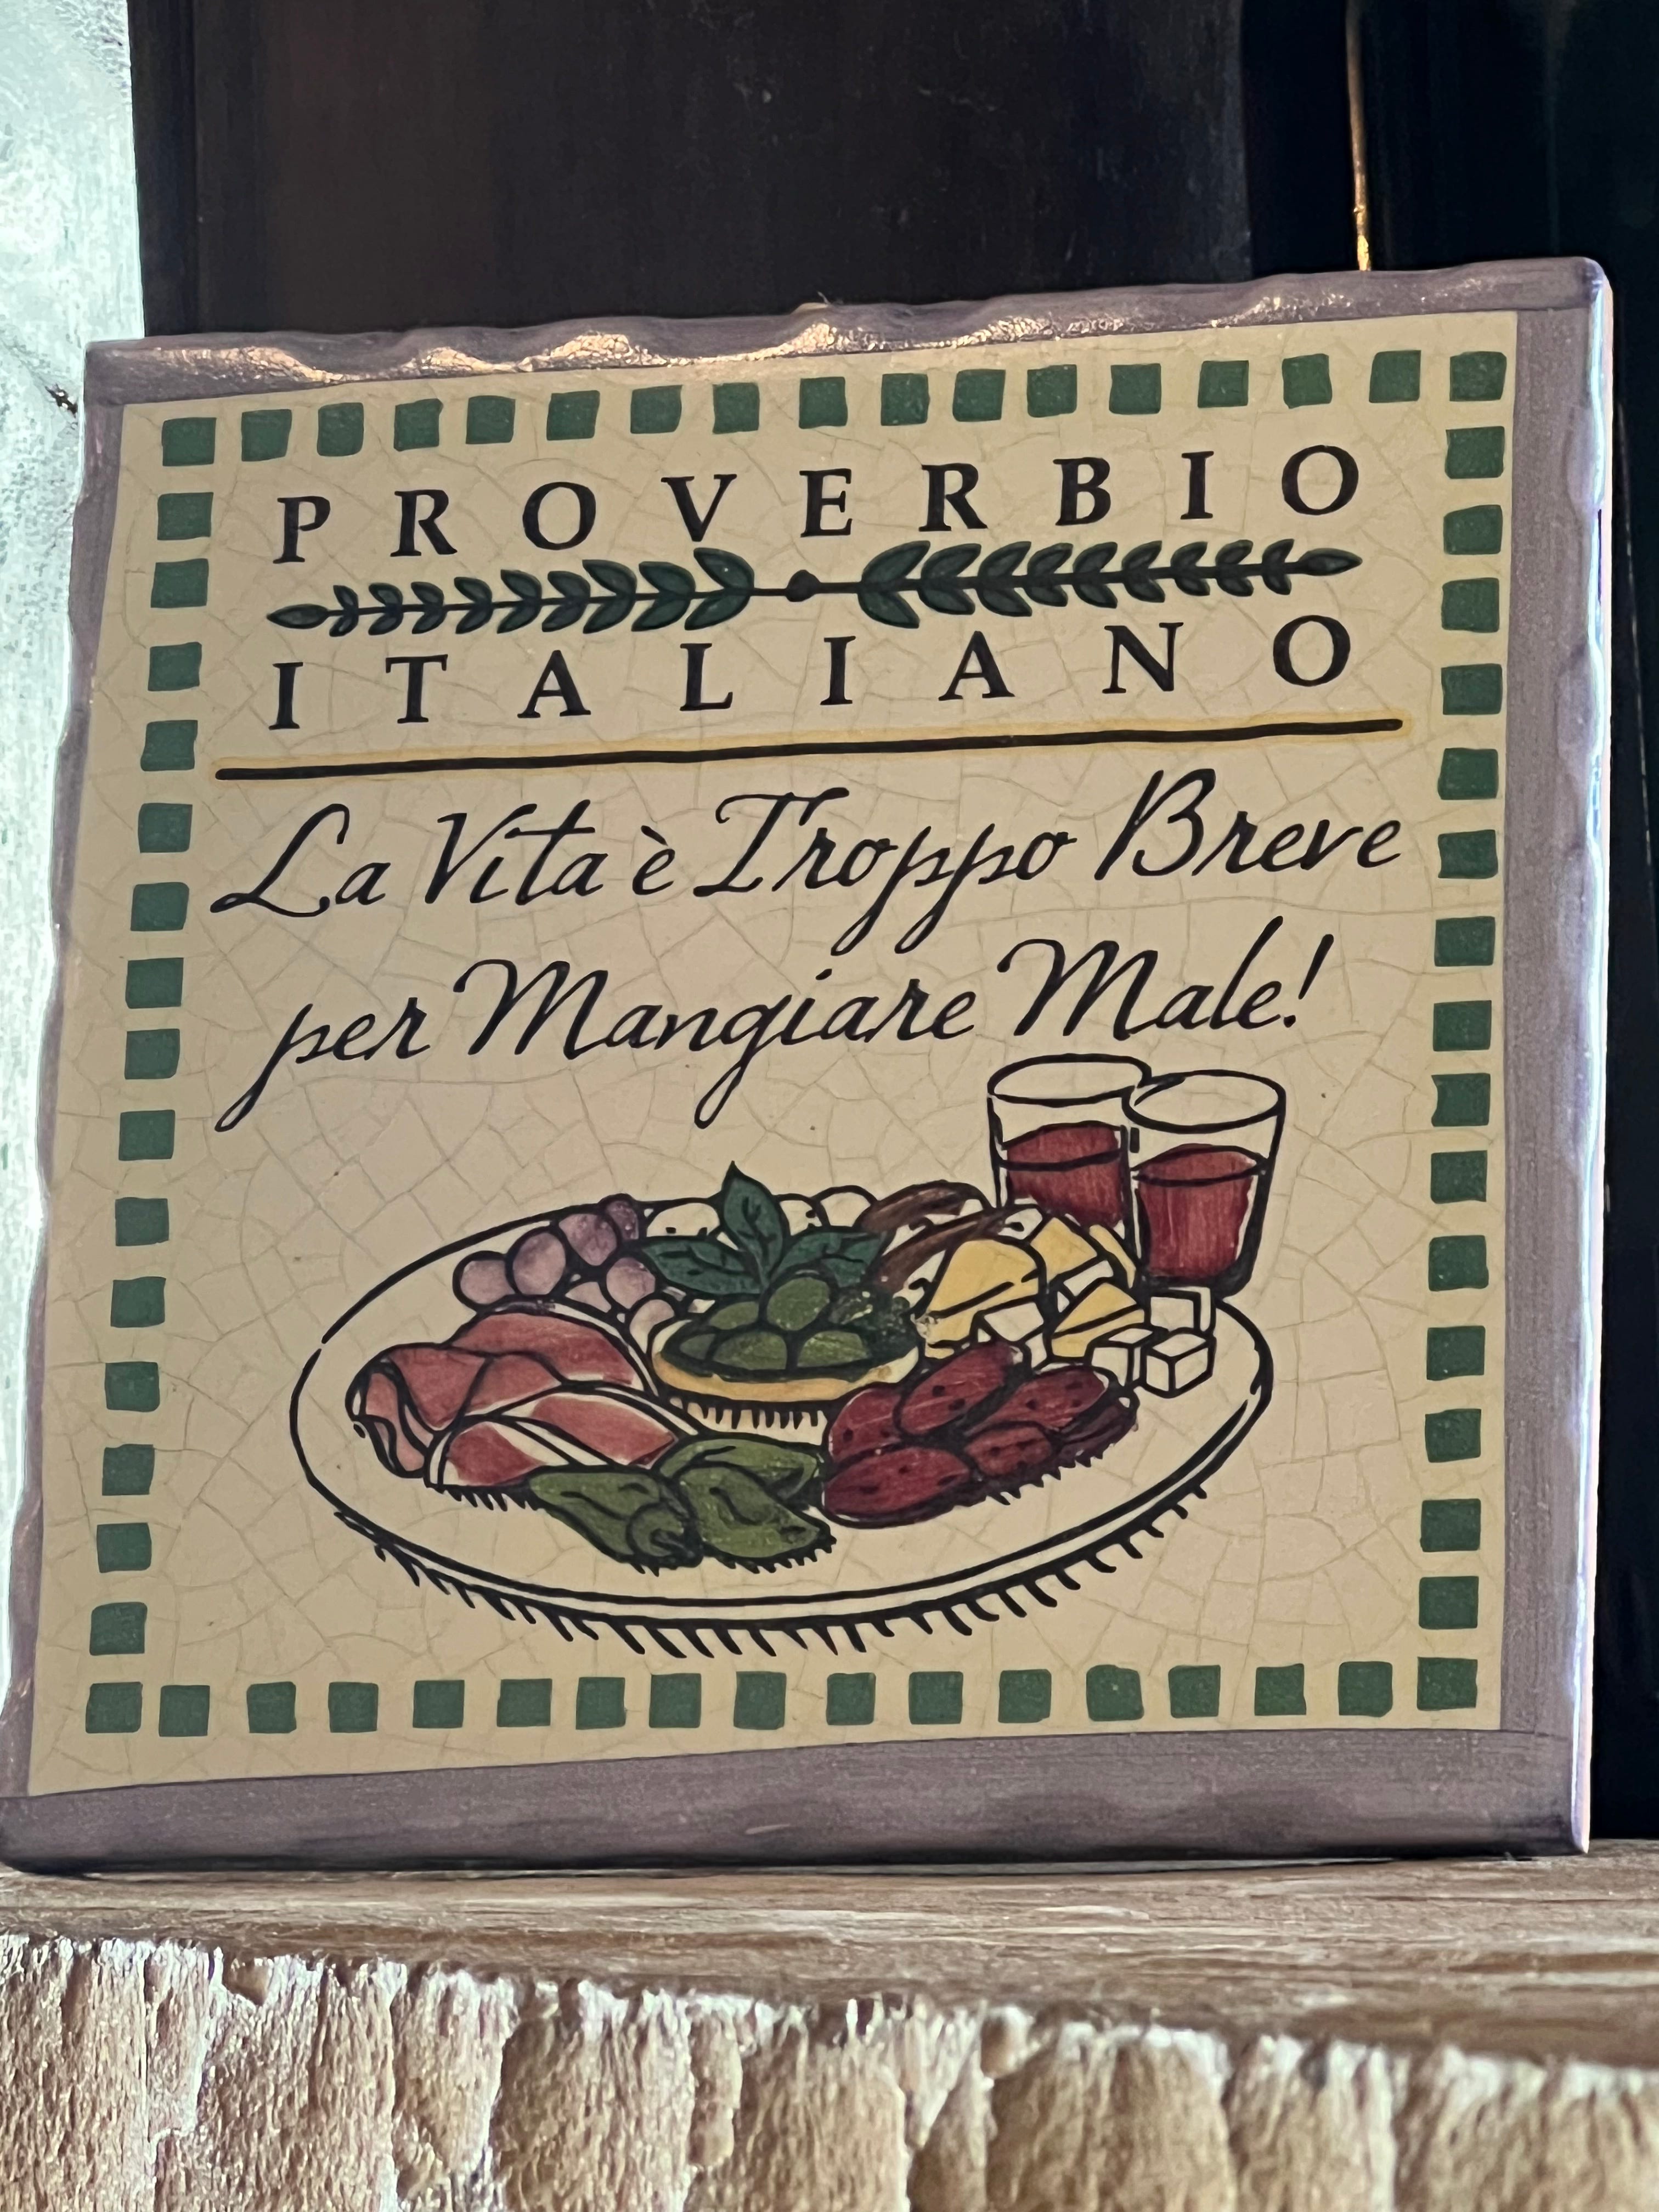 PROVERBIO
ITALIANO
La Vita è Troppo Breve
per Mangiare Male!